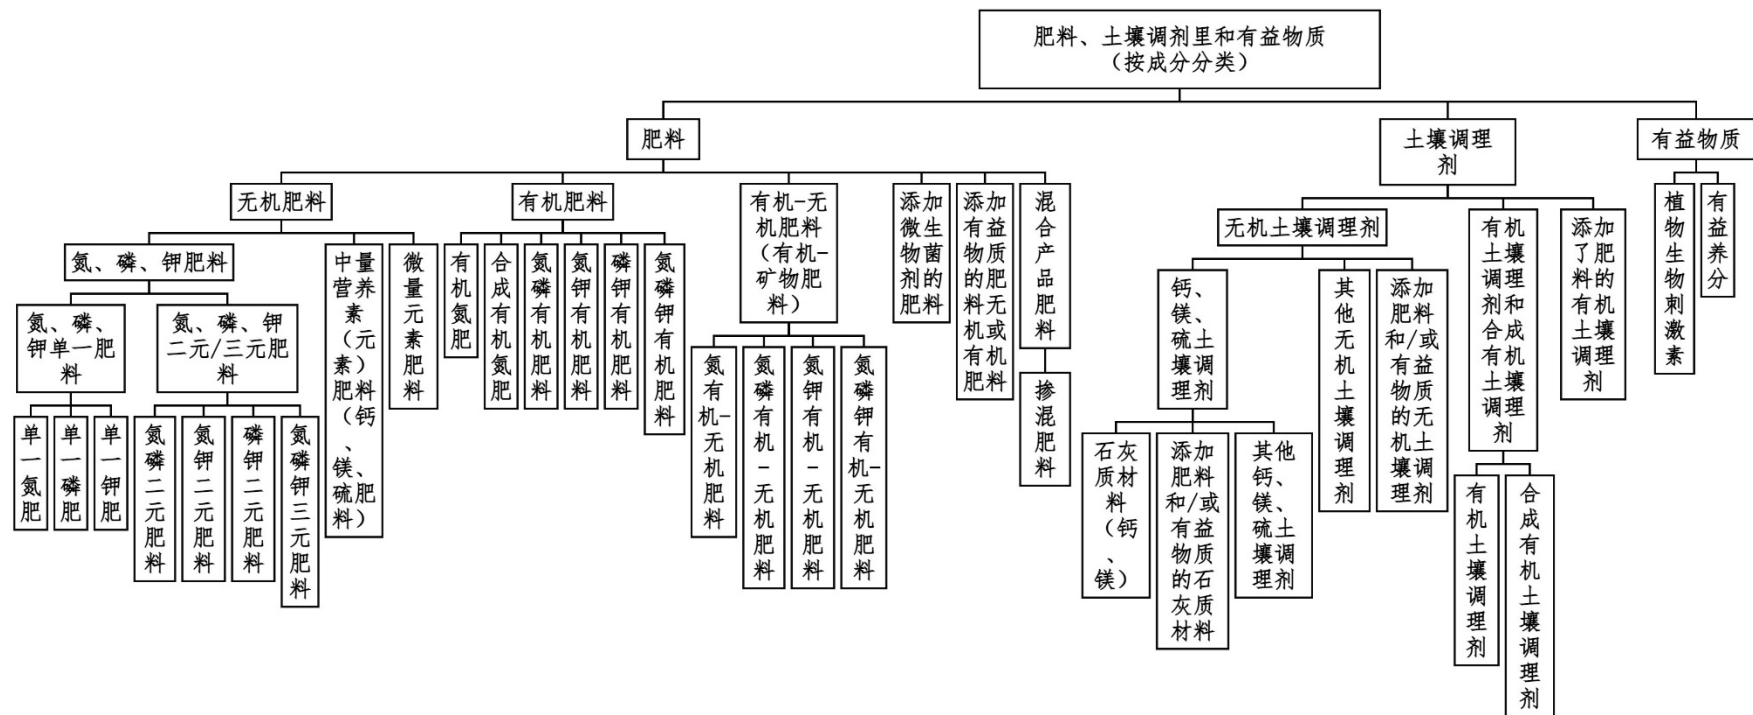 肥料、土壤调剂里和有益物质
（按成分分类）
肥料
土壤调理
剂
有益物质
无机肥料
有机肥料
有机-无
机肥料
（有机-
矿物肥
料）
添加
微生
物菌
剂的
肥料
添加
有益
物质
的肥
料无
机或
有机
肥料
混
合
产
品
肥
料
掺
混
肥
料
氮、磷、钾肥料
中量
营养
素
（元
素）
肥料
（钙
、
镁、
硫肥
料）
微
量
元
素
肥
料
氮、磷、
钾单一肥
料
氮、磷、钾
二元/三元肥
料
单
一
氮
肥
单
一
磷
肥
单
一
钾
肥
氮
磷
二
元
肥
料
氮
钾
二
元
肥
料
磷
钾
二
元
肥
料
氮
磷
钾
三
元
肥
料
有
机
氮
肥
合
成
有
机
氮
肥
氮
磷
有
机
肥
料
氮
钾
有
机
肥
料
磷
钾
有
机
肥
料
氮
磷
钾
有
机
肥
料
氮
有
机-
无
机
肥
料
氮
磷
有
机
-
无
机
肥
料
氮
钾
有
机
-
无
机
肥
料
氮
磷
钾
有
机-
无
机
肥
料
无机土壤调理剂
钙、
镁、
硫土
壤调
理剂
石灰
质材
料
（钙
、
镁）
添加
肥料
和/或
有益
物质
的石
灰质
材料
其他
钙、
镁、
硫土
壤调
理剂
其
他
无
机
土
壤
调
理
剂
添加
肥料
和/或
有益
物质
的无
机土
壤调
理剂
有机
土壤
调理
剂和
合成
有机
土壤
调理
剂
有
机
土
壤
调
理
剂
合
成
有
机
土
壤
调
理
剂
添加
了肥
料的
有机
土壤
调理
剂
植
物
生
物
刺
激
素
有
益
养
分